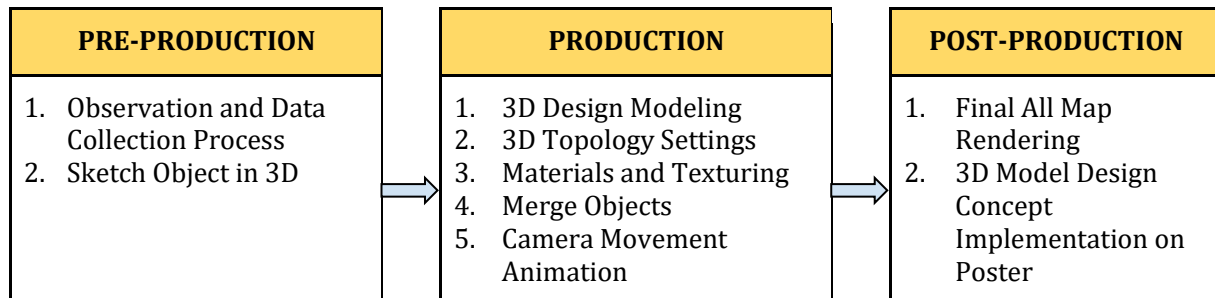 PRE-PRODUCTION
1. Observation and Data
Collection Process
2. Sketch Object in 3D
PRODUCTION
1. 3D Design Modeling
2. 3D Topology Settings
3. Materials and Texturing
4. Merge Objects
5. Camera Movement
Animation
POST-PRODUCTION
1. Final All Map
Rendering
2. 3D Model Design
Concept
Implementation on
Poster